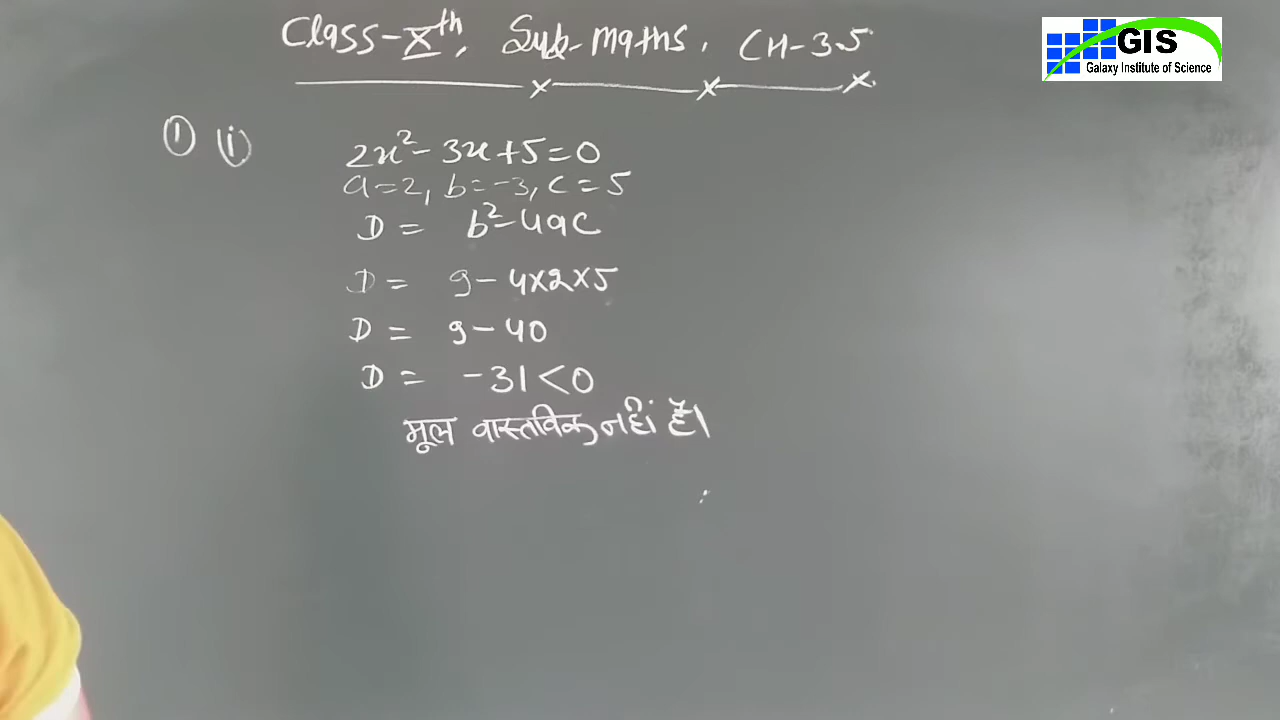 Class-Xth, Sub-Maths, CH-3.5
GIS
Galaxy Institute of Science
① (i) 2x²-3x+5=0
a=2, b=-3, c=5
D = b²-4ac
D = 9-4×2×5
D = 9-40
D = -31<0
मूल वास्तविक नहीं है।